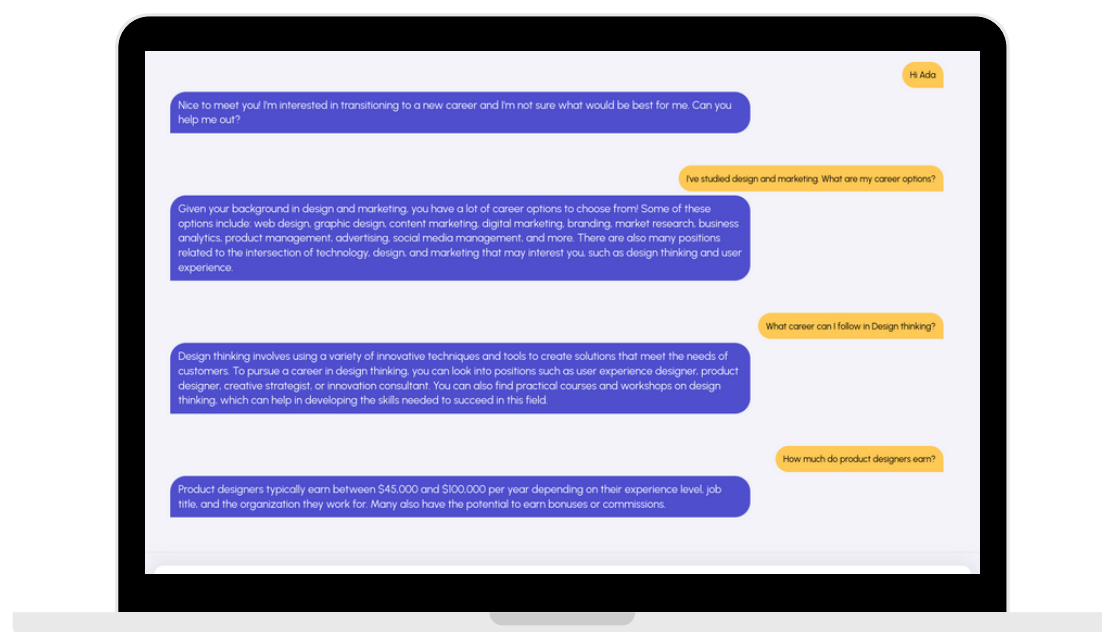 Hi Ada
Nice to meet you! I'm interested in transitioning to a new career and I'm not sure what would be best for me. Can you
help me out?
I've studied design and marketing. What are my career options?
Given your background in design and marketing, you have a lot of career options to choose from! Some of these
options include: web design, graphic design, content marketing, digital marketing, branding, market research, business
analytics, product management, advertising, social media management, and more. There are also many positions
related to the intersection of technology, design, and marketing that may interest you, such as design thinking and user
experience.
What career can I follow in Design thinking?
Design thinking involves using a variety of innovative techniques and tools to create solutions that meet the needs of
customers. To pursue a career in design thinking, you can look into positions such as user experience designer, product
designer, creative strategist, or innovation consultant. You can also find practical courses and workshops on design
thinking, which can help in developing the skills needed to succeed in this field.
How much do product designers earn?
Product designers typically earn between $45,000 and $100,000 per year depending on their experience level, job
title, and the organization they work for. Many also have the potential to earn bonuses or commissions.